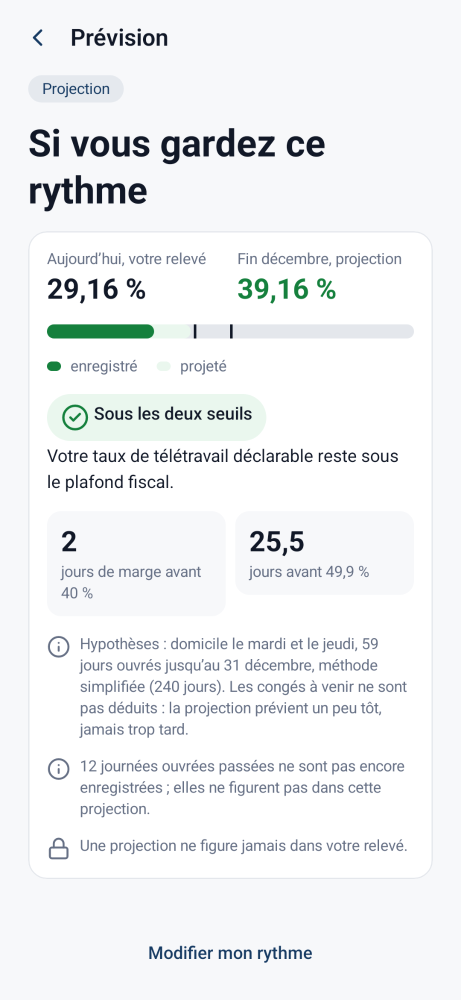 Prévision
Projection
Si vous gardez ce
rythme
Aujourd’hui, votre relevé
29,16 %
Fin décembre, projection
39,16 %
enregistré
projeté
Sous les deux seuils
Votre taux de télétravail déclarable reste sous
le plafond fiscal.
2
jours de marge avant
40 %
25,5
jours avant 49,9 %
Hypothèses : domicile le mardi et le jeudi, 59
jours ouvrés jusqu’au 31 décembre, méthode
simplifiée (240 jours). Les congés à venir ne sont
pas déduits : la projection prévient un peu tôt,
jamais trop tard.
12 journées ouvrées passées ne sont pas encore
enregistrées ; elles ne figurent pas dans cette
projection.
Une projection ne figure jamais dans votre relevé.
Modifier mon rythme